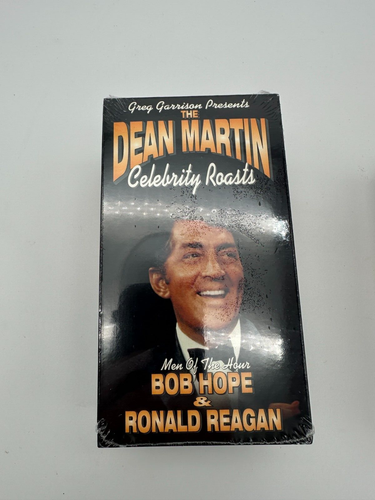 Greg Garrison Presents
THE
DEAN MARTIN
Celebrity Roasts
Men Of The Hour
BOB HOPE
&
RONALD REAGAN